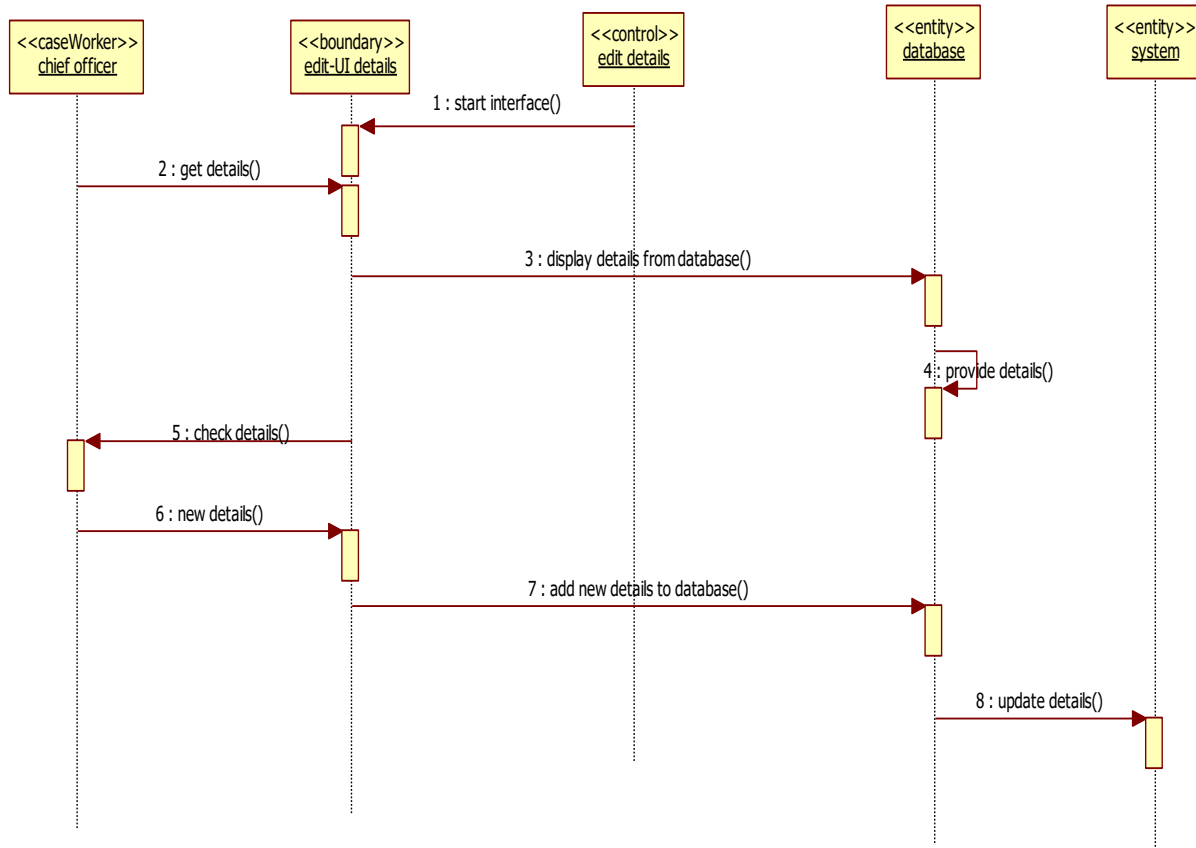 <<caseWorker>>
chief officer
<<boundary>>
edit-UI details
<<control>>
edit details
<<entity>>
database
<<entity>>
system
1 : start interface()
2 : get details()
3 : display details from database()
4 : provide details()
5 : check details()
6 : new details()
7 : add new details to database()
8 : update details()